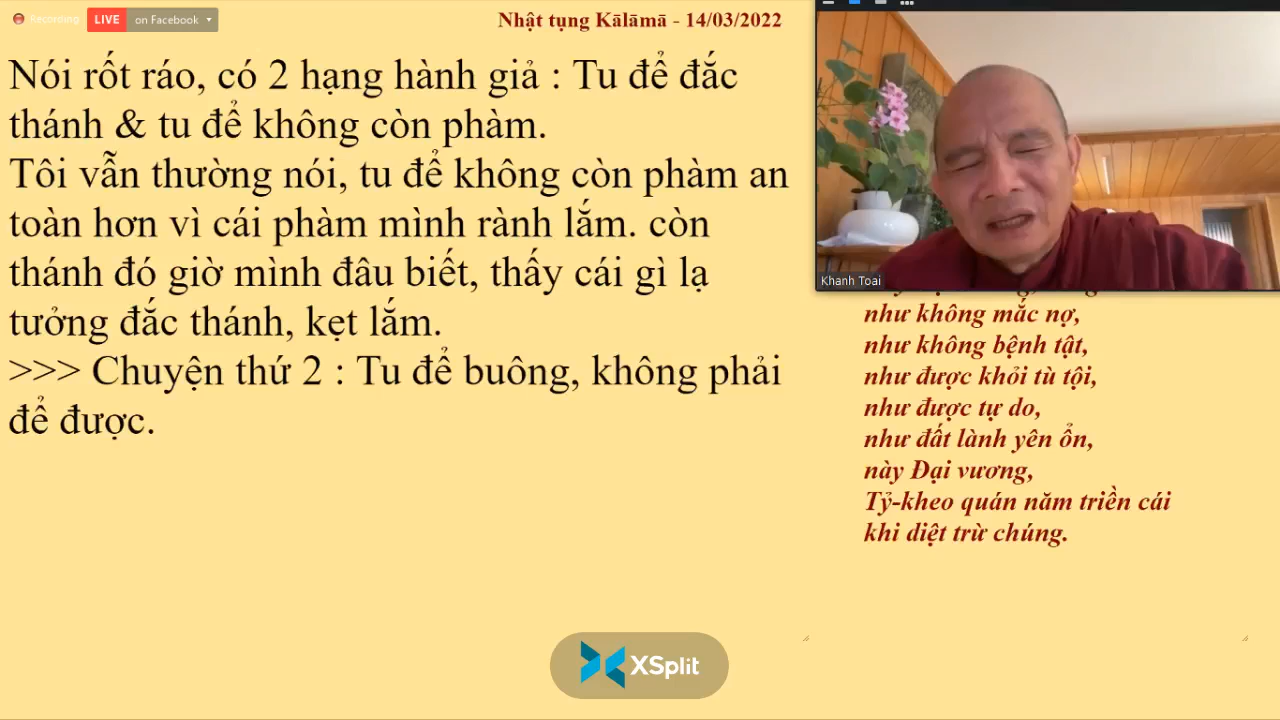 Recording
LIVE on Facebook
Nhật tụng Kālāmā - 14/03/2022
Nói rốt ráo, có 2 hạng hành giả : Tu để đắc
thánh & tu để không còn phàm.
Tôi vẫn thường nói, tu để không còn phàm an
toàn hơn vì cái phàm mình rành lắm. còn
thánh đó giờ mình đâu biết, thấy cái gì lạ
tưởng đắc thánh, kẹt lắm.
>>> Chuyện thứ 2 : Tu để buông, không phải
để được.
Khanh Toai
như không mắc nợ,
như không bệnh tật,
như được khỏi tù tội,
như được tự do,
như đất lành yên ổn,
này Đại vương,
Tỷ-kheo quán năm triền cái
khi diệt trừ chúng.
XSplit